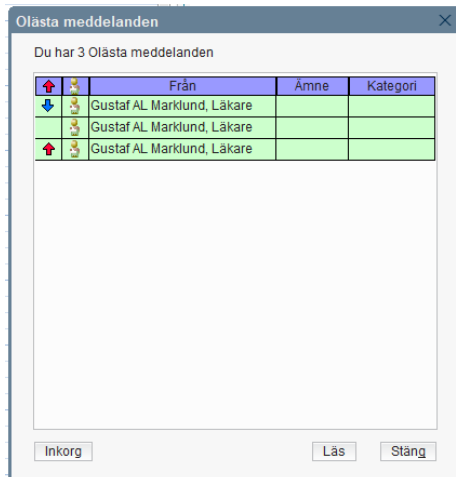 Olästa meddelanden
Du har 3 Olästa meddelanden
Från Ämne Kategori
Gustaf AL Marklund, Läkare
Gustaf AL Marklund, Läkare
Gustaf AL Marklund, Läkare
Inkorg Läs Stäng